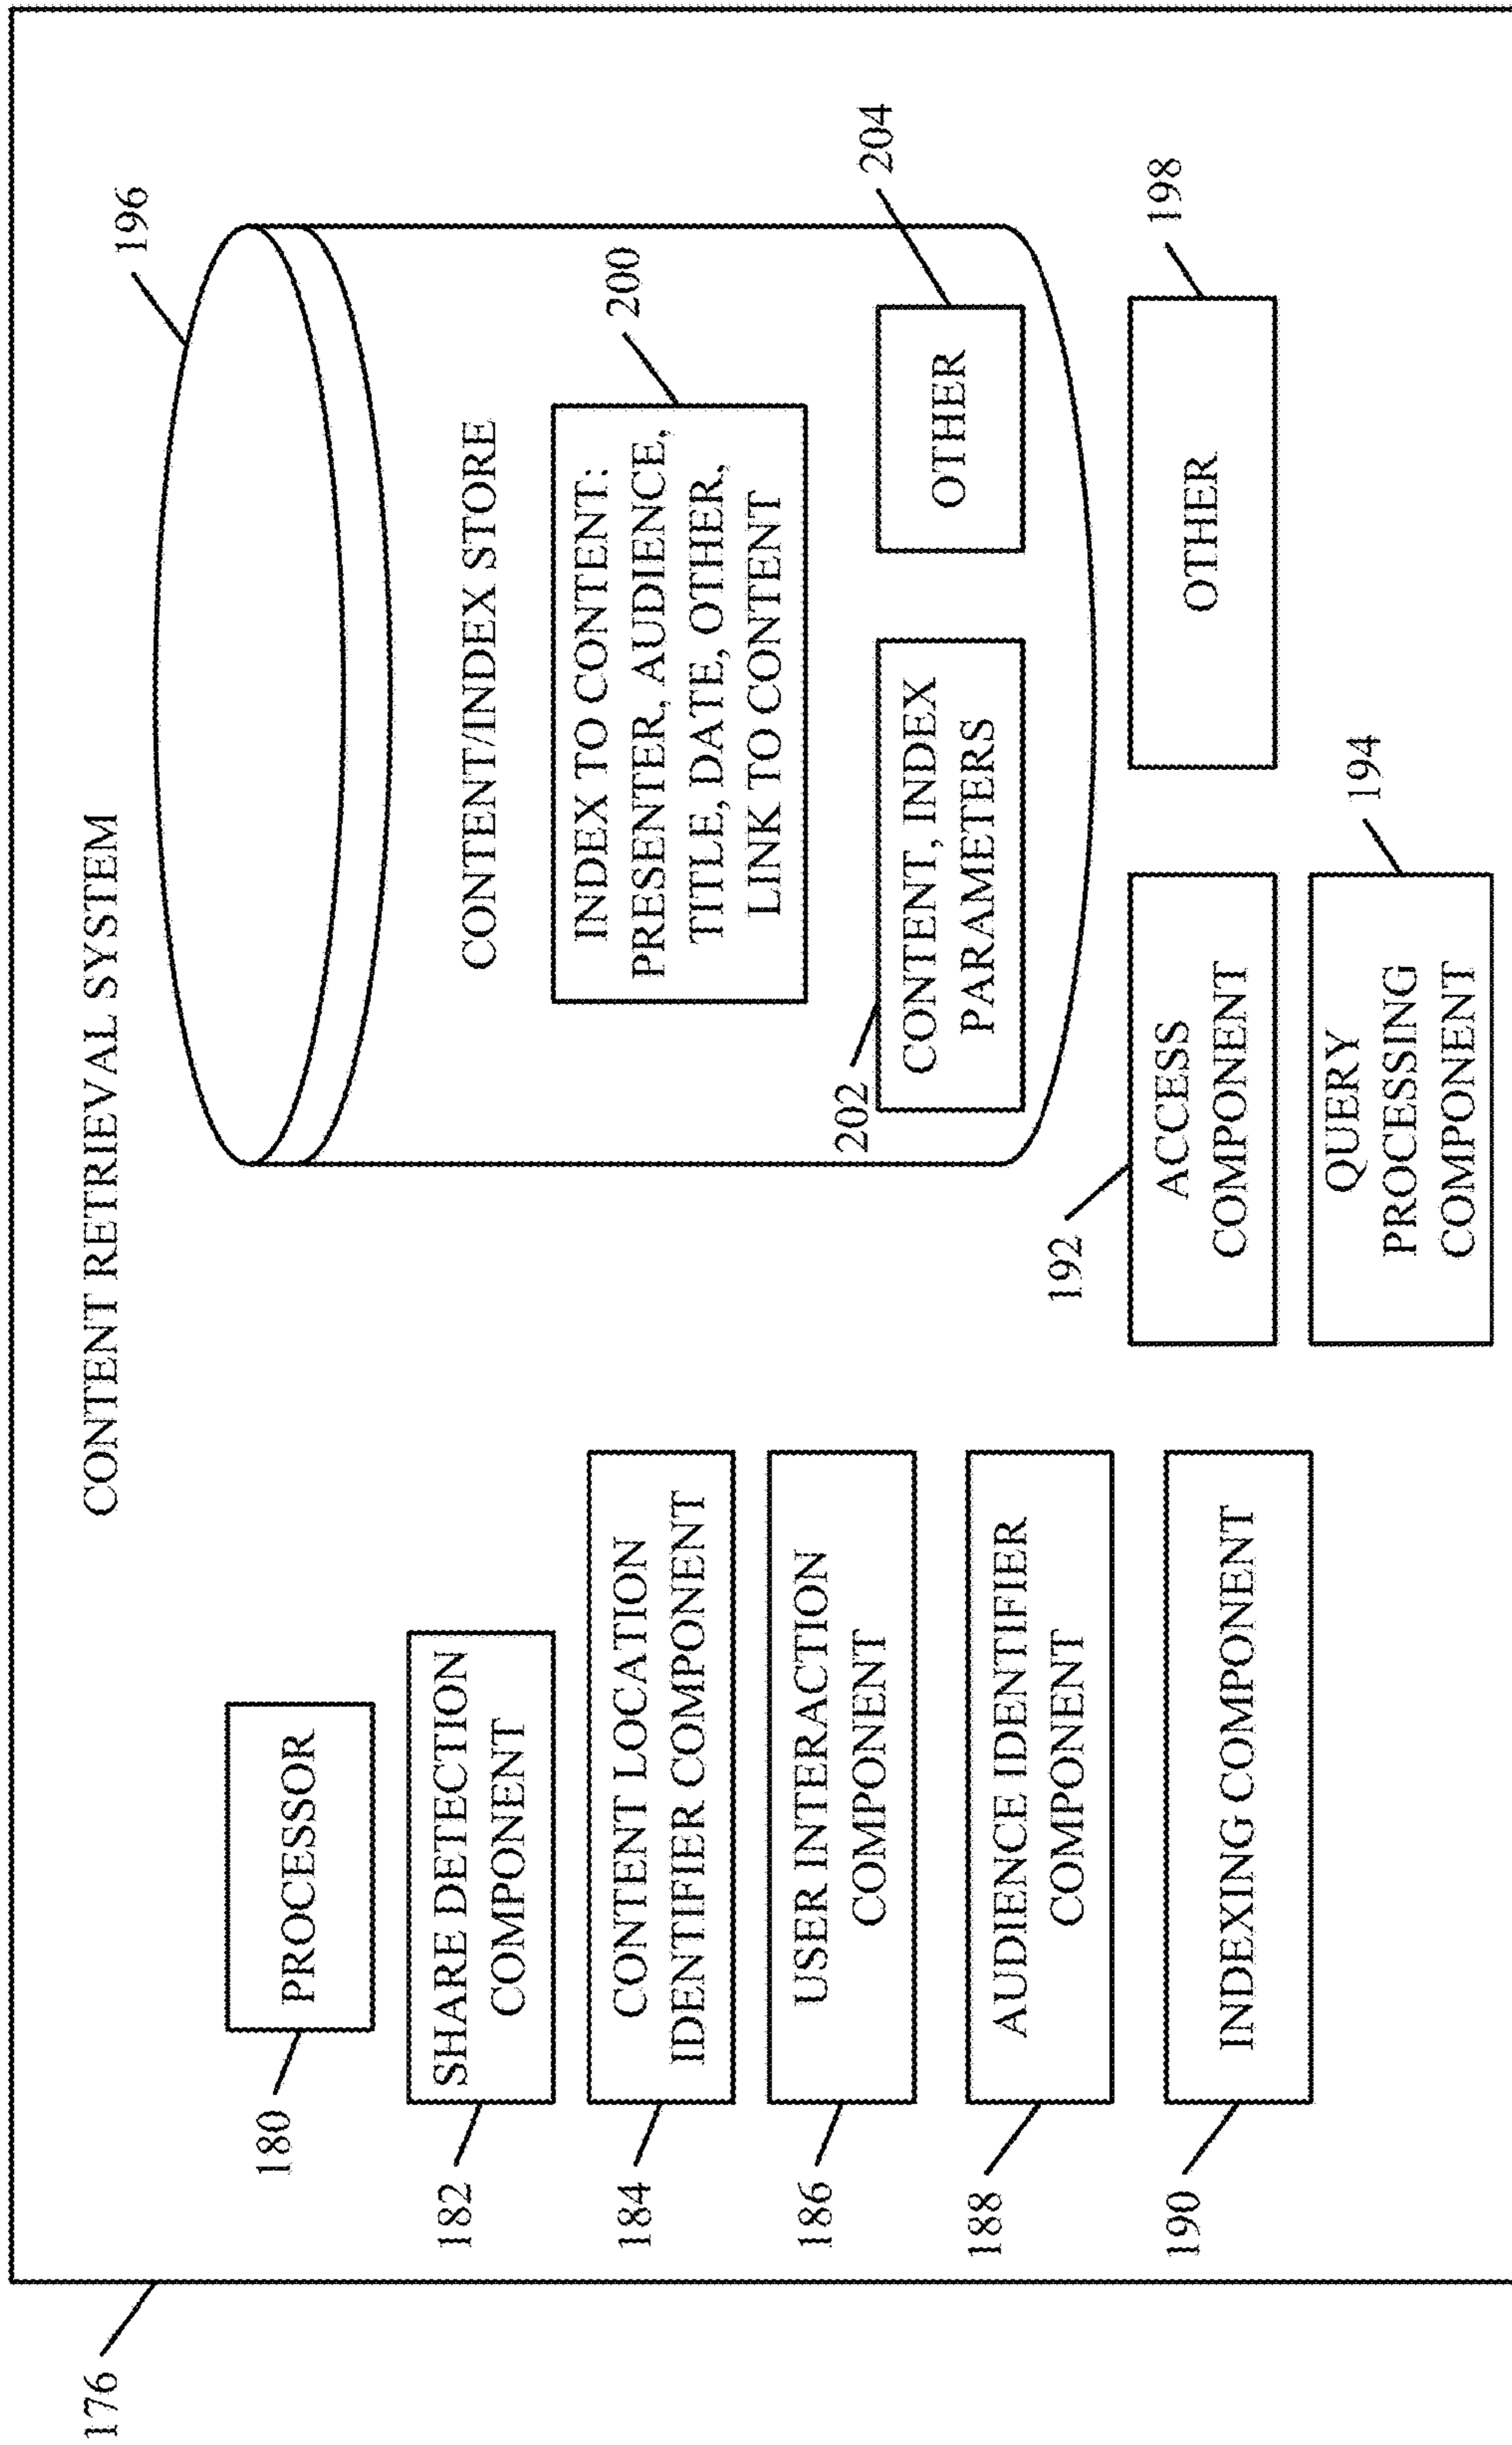 176
CONTENT RETRIEVAL SYSTEM
180
PROCESSOR
182
SHARE DETECTION
COMPONENT
184
CONTENT LOCATION
IDENTIFIER COMPONENT
186
USER INTERACTION
COMPONENT
188
AUDIENCE IDENTIFIER
COMPONENT
190
INDEXING COMPONENT
196
CONTENT/INDEX STORE
200
INDEX TO CONTENT:
PRESENTER, AUDIENCE,
TITLE, DATE, OTHER,
LINK TO CONTENT
202
CONTENT, INDEX
PARAMETERS
204
OTHER
192
ACCESS
COMPONENT
198
OTHER
194
QUERY
PROCESSING
COMPONENT